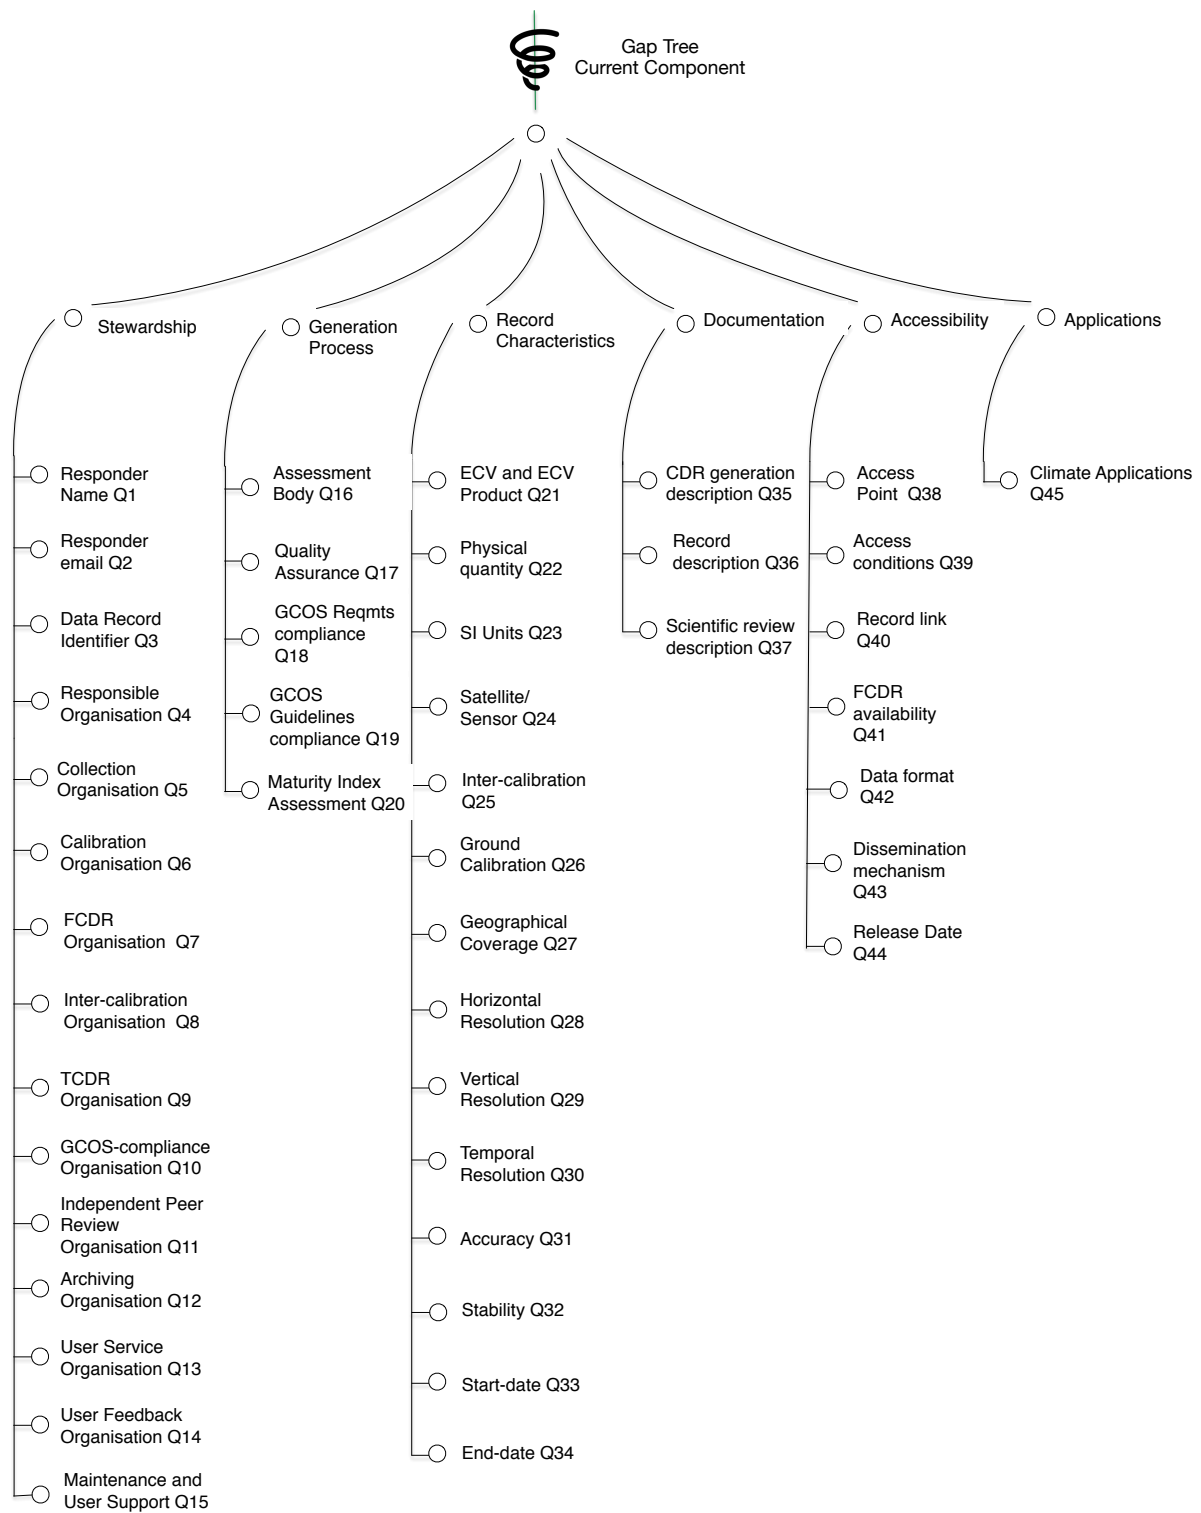 Gap Tree
Current Component
Stewardship
Generation
Process
Record
Characteristics
Documentation
Accessibility
Applications
Responder
Name Q1
Responder
email Q2
Data Record
Identifier Q3
Responsible
Organisation Q4
Collection
Organisation Q5
Calibration
Organisation Q6
FCDR
Organisation Q7
Inter-calibration
Organisation Q8
TCDR
Organisation Q9
GCOS-compliance
Organisation Q10
Independent Peer
Review
Organisation Q11
Archiving
Organisation Q12
User Service
Organisation Q13
User Feedback
Organisation Q14
Maintenance and
User Support Q15
Assessment
Body Q16
Quality
Assurance Q17
GCOS Reqmts
compliance
Q18
GCOS
Guidelines
compliance Q19
Maturity Index
Assessment Q20
ECV and ECV
Product Q21
Physical
quantity Q22
SI Units Q23
Satellite/
Sensor Q24
Inter-calibration
Q25
Ground
Calibration Q26
Geographical
Coverage Q27
Horizontal
Resolution Q28
Vertical
Resolution Q29
Temporal
Resolution Q30
Accuracy Q31
Stability Q32
Start-date Q33
End-date Q34
CDR generation
description Q35
Record
description Q36
Scientific review
description Q37
Access
Point Q38
Access
conditions Q39
Record link
Q40
FCDR
availability
Q41
Data format
Q42
Dissemination
mechanism
Q43
Release Date
Q44
Climate Applications
Q45